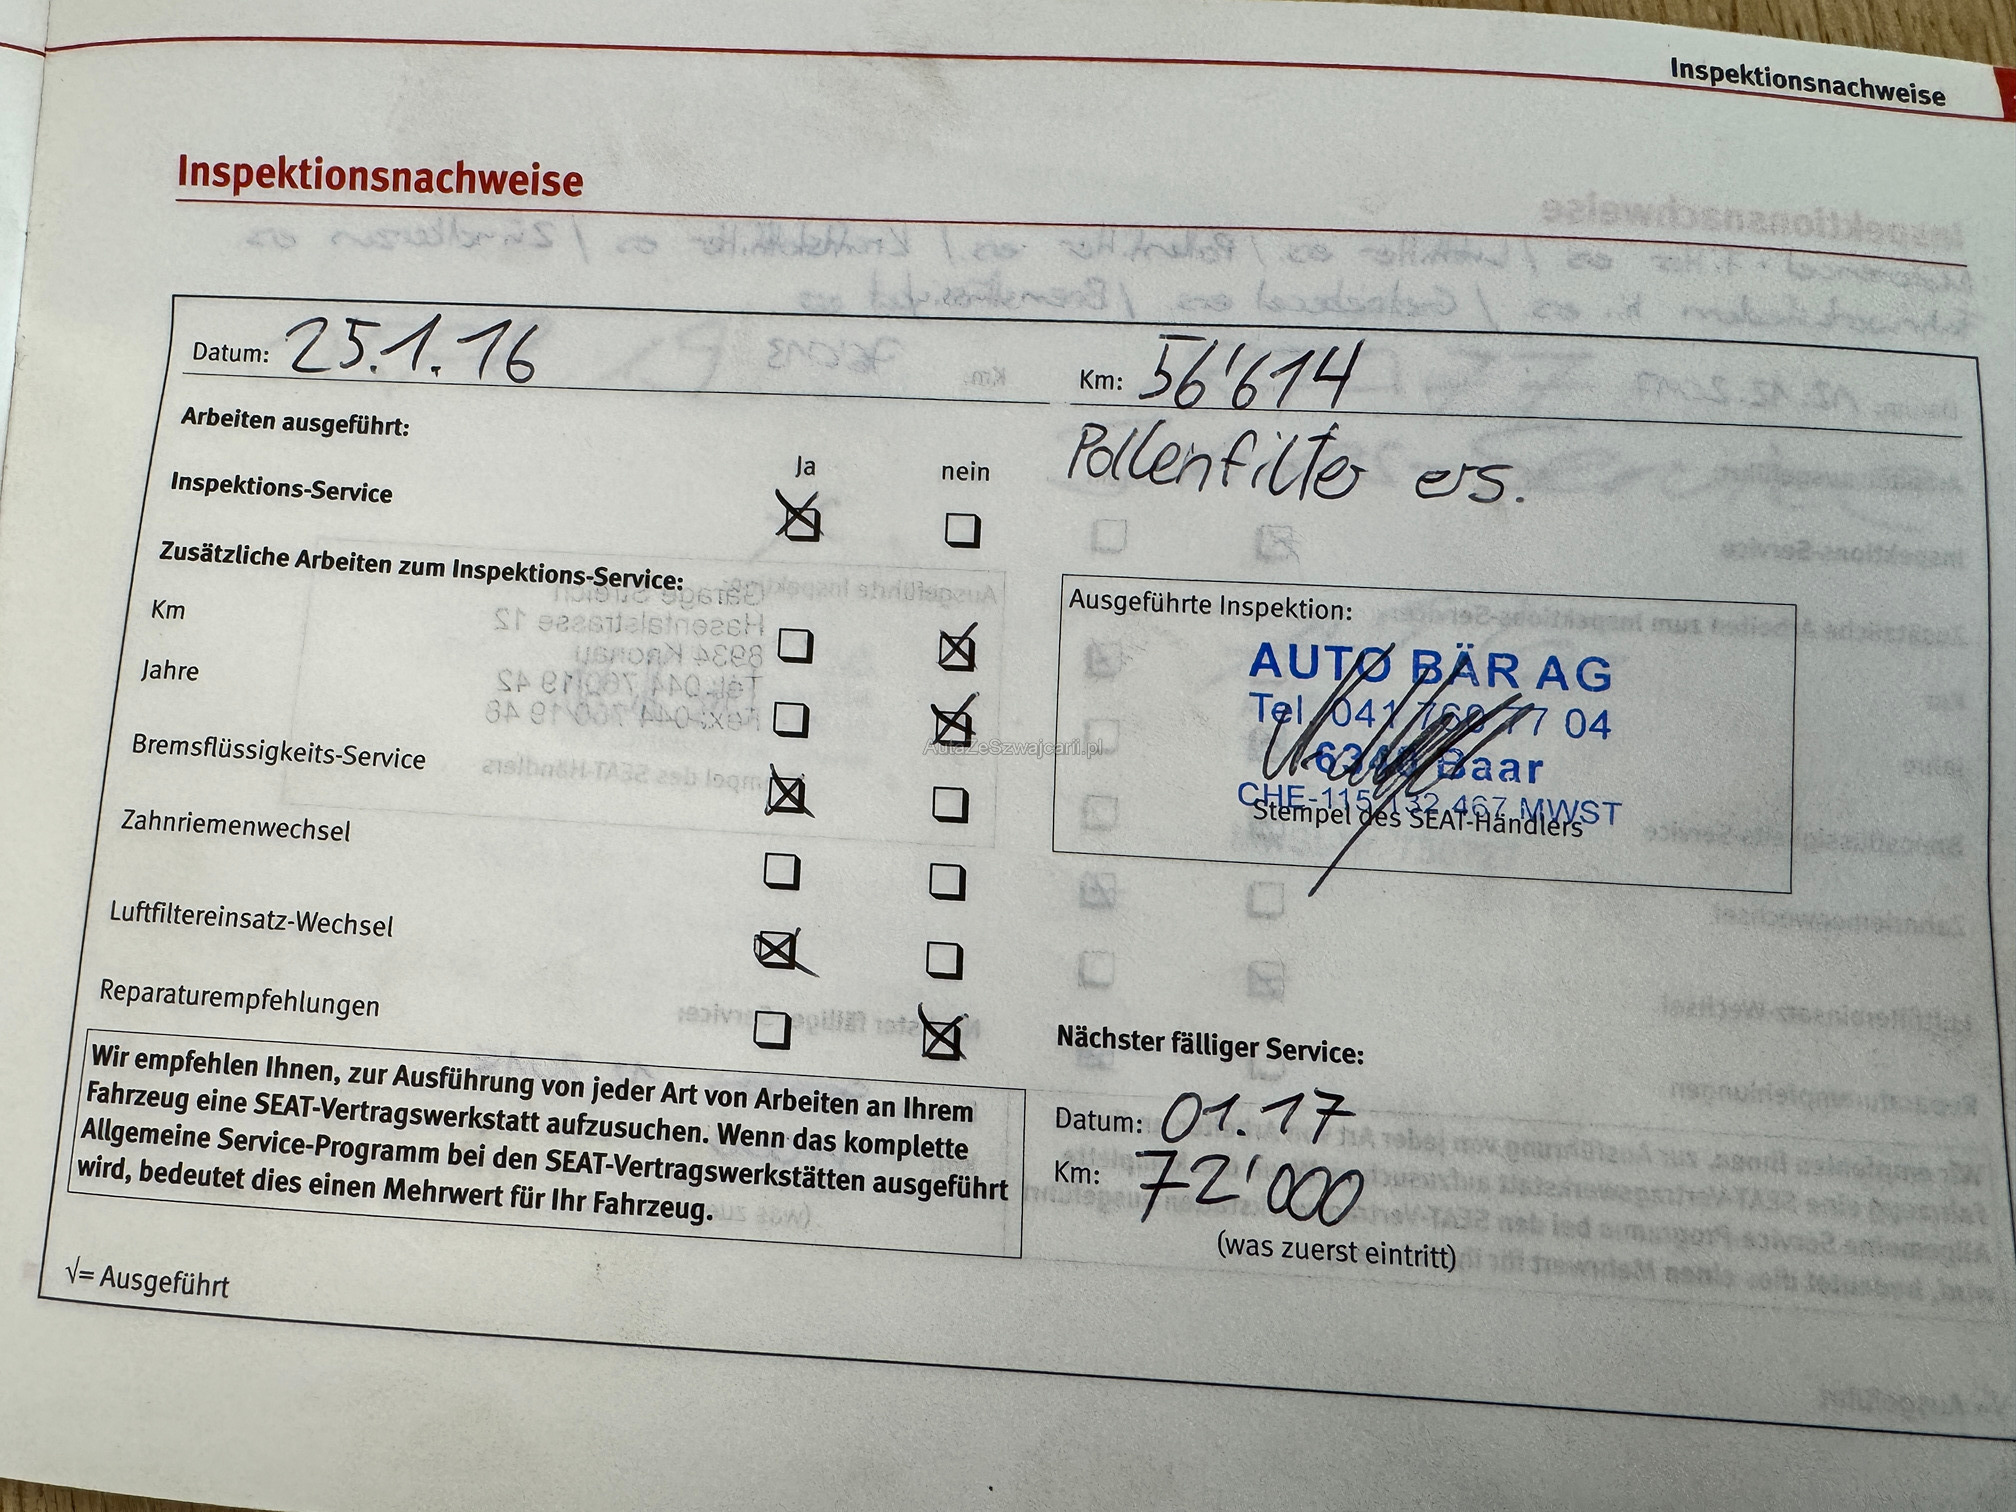 Inspektionsnachweise
Inspektionsnachweise
Datum: 25.1.16
Km: 56'614
Arbeiten ausgeführt:
Pollenfilter ers.
Ja nein
Inspektions-Service
Zusätzliche Arbeiten zum Inspektions-Service:
Km
Jahre
Bremsflüssigkeits-Service
Zahnriemenwechsel
Luftfiltereinsatz-Wechsel
Reparaturempfehlungen
Ausgeführte Inspektion:
AUTO BÄR AG
Tel. 041 760 77 04
6340 Baar
CHE-115.132.467 MWST
Stempel des SEAT-Händlers
AutaZeSzwajcarii.pl
Wir empfehlen Ihnen, zur Ausführung von jeder Art von Arbeiten an Ihrem
Fahrzeug eine SEAT-Vertragswerkstatt aufzusuchen. Wenn das komplette
Allgemeine Service-Programm bei den SEAT-Vertragswerkstätten ausgeführt
wird, bedeutet dies einen Mehrwert für Ihr Fahrzeug.
√= Ausgeführt
Nächster fälliger Service:
Datum: 01.17
Km: 72'000
(was zuerst eintritt)